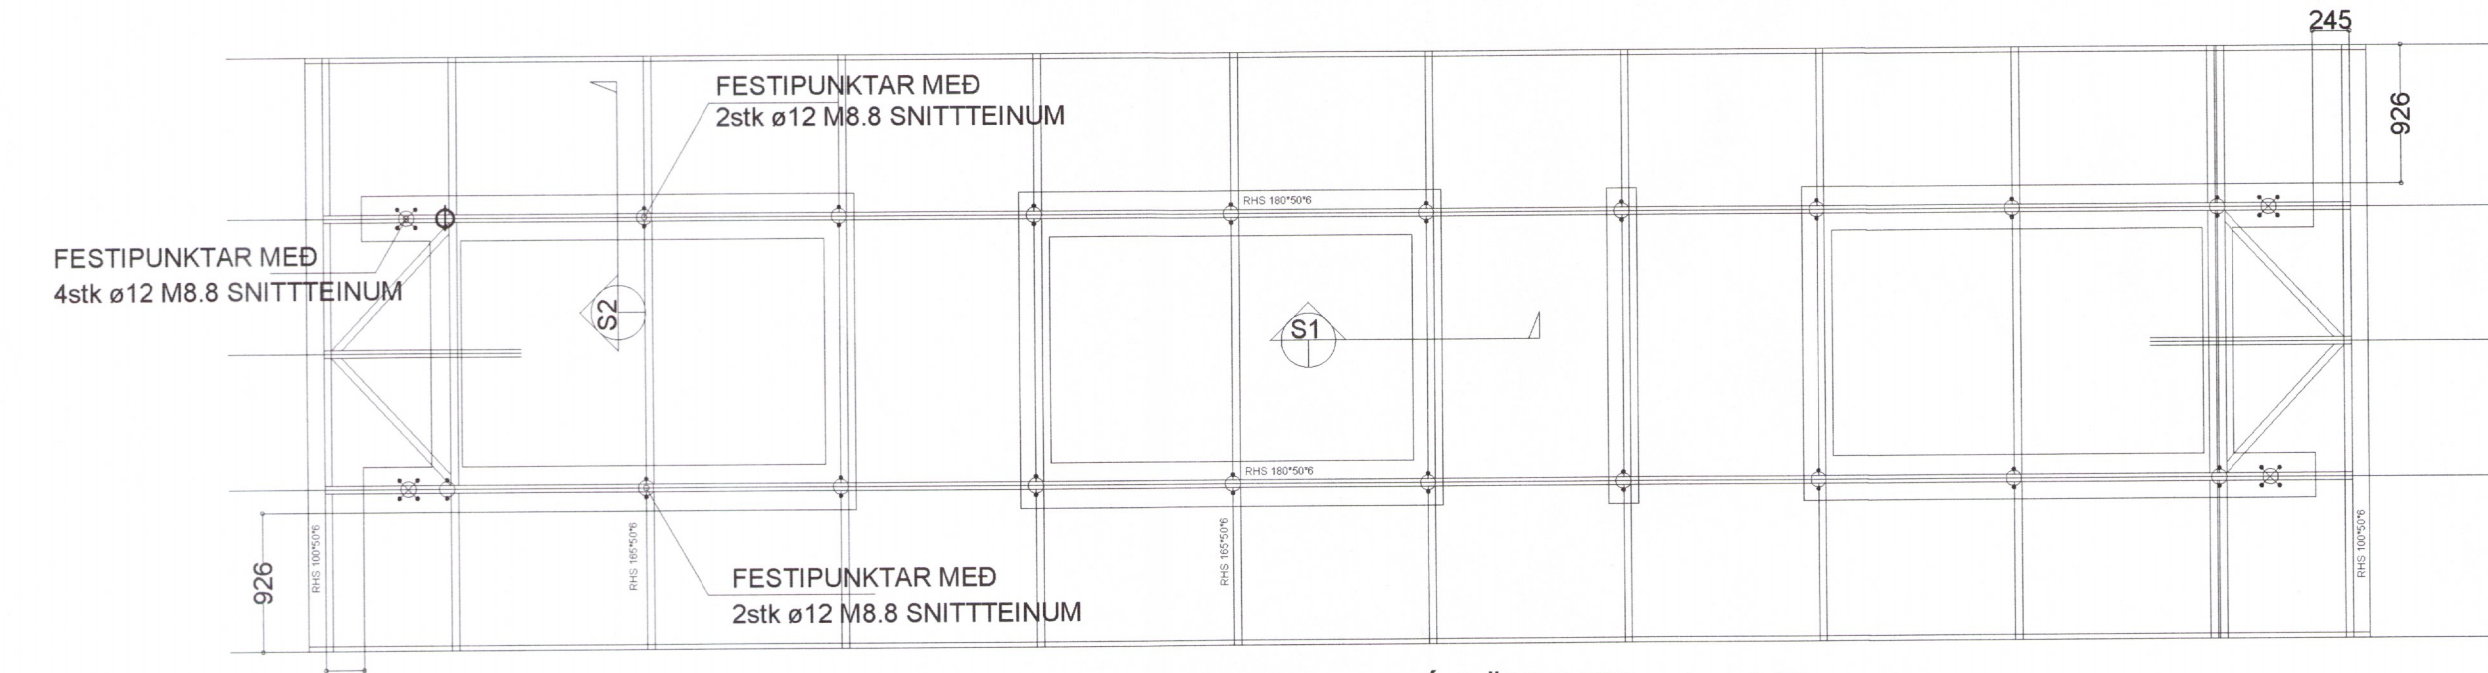 245
FESTIPUNKTAR MEÐ
2stk ø12 M8.8 SNITTTEINUM
926
RHS 180*50*6
FESTIPUNKTAR MEÐ
4stk ø12 M8.8 SNITTTEINUM
S2
S1
RHS 180*50*6
RHS 100*50*6
RHS 165*50*6
RHS 165*50*6
RHS 100*50*6
926
FESTIPUNKTAR MEÐ
2stk ø12 M8.8 SNITTTEINUM